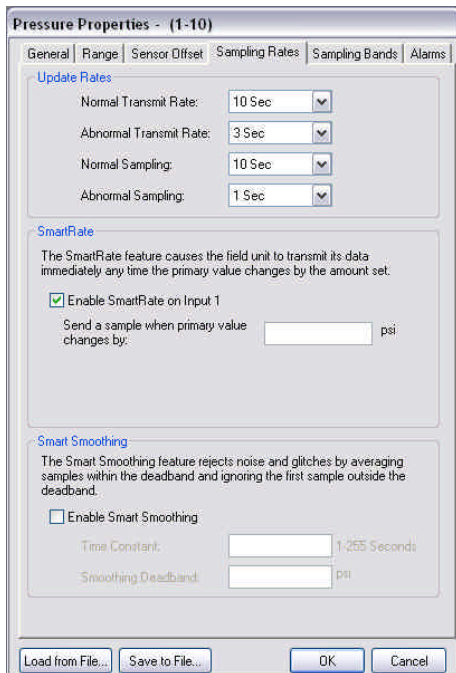 Pressure Properties - (1-10)
General Range Sensor Offset Sampling Rates Sampling Bands Alarms
Update Rates
Normal Transmit Rate: 10 Sec
Abnormal Transmit Rate: 3 Sec
Normal Sampling: 10 Sec
Abnormal Sampling: 1 Sec
SmartRate
The SmartRate feature causes the field unit to transmit its data
immediately any time the primary value changes by the amount set.
Enable SmartRate on Input 1
Send a sample when primary value
changes by: psi
Smart Smoothing
The Smart Smoothing feature rejects noise and glitches by averaging
samples within the deadband and ignoring the first sample outside the
deadband.
Enable Smart Smoothing
Time Constant: 1-255 Seconds
Smoothing Deadband: psi
Load from File... Save to File... OK Cancel